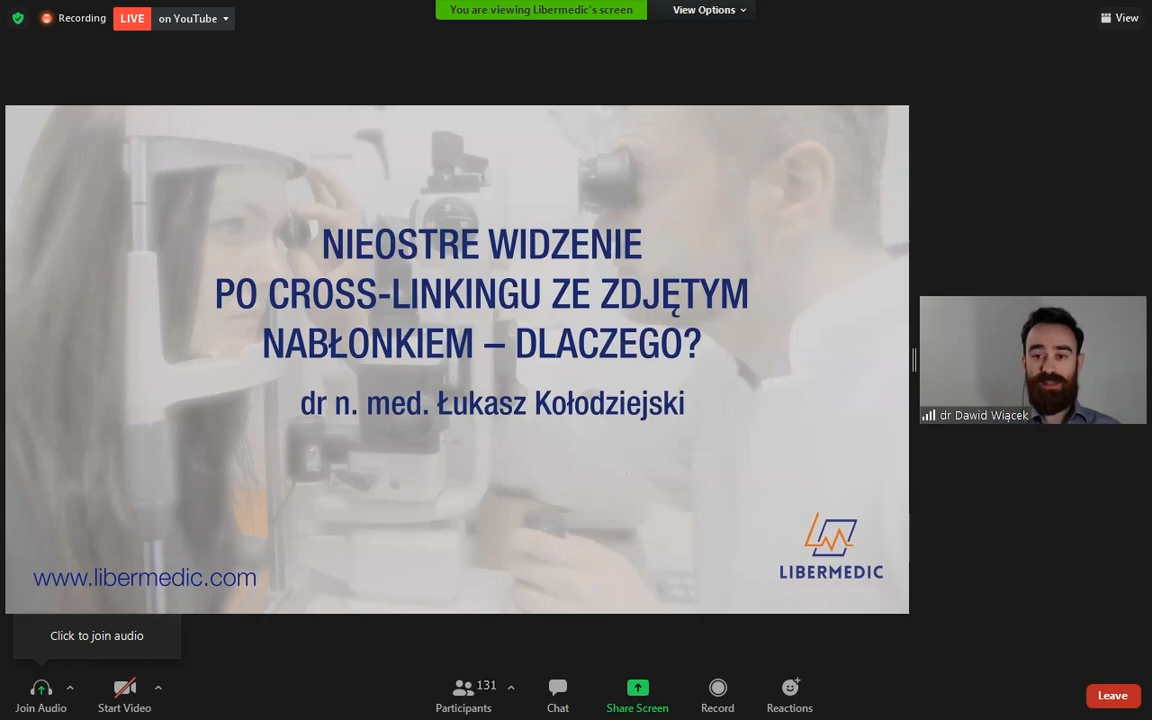 Recording
LIVE on YouTube
You are viewing Libermedic's screen
View Options
View
NIEOSTRE WIDZENIE
PO CROSS-LINKINGU ZE ZDJĘTYM
NABŁONKIEM – DLACZEGO?
dr n. med. Łukasz Kołodziejski
dr Dawid Wiącek
LIBERMEDIC
www.libermedic.com
Click to join audio
Join Audio
Start Video
131
Participants
Chat
Share Screen
Record
Reactions
Leave